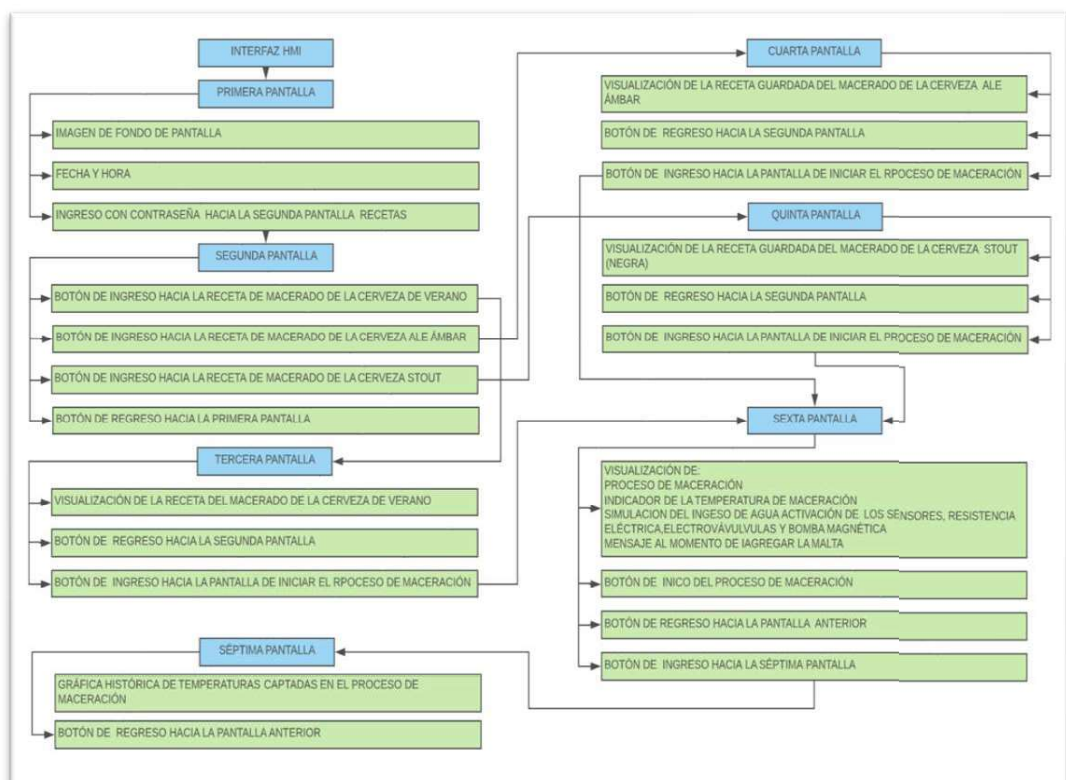 INTERFAZ HMI
PRIMERA PANTALLA
IMAGEN DE FONDO DE PANTALLA
FECHA Y HORA
INGRESO CON CONTRASEÑA HACIA LA SEGUNDA PANTALLA RECETAS
SEGUNDA PANTALLA
BOTÓN DE INGRESO HACIA LA RECETA DE MACERADO DE LA CERVEZA DE VERANO
BOTÓN DE INGRESO HACIA LA RECETA DE MACERADO DE LA CERVEZA ALE ÁMBAR
BOTÓN DE INGRESO HACIA LA RECETA DE MACERADO DE LA CERVEZA STOUT
BOTÓN DE REGRESO HACIA LA PRIMERA PANTALLA
TERCERA PANTALLA
VISUALIZACIÓN DE LA RECETA DEL MACERADO DE LA CERVEZA DE VERANO
BOTÓN DE REGRESO HACIA LA SEGUNDA PANTALLA
BOTÓN DE INGRESO HACIA LA PANTALLA DE INICIAR EL RPOCESO DE MACERACIÓN
CUARTA PANTALLA
VISUALIZACIÓN DE LA RECETA GUARDADA DEL MACERADO DE LA CERVEZA ALE
ÁMBAR
BOTÓN DE REGRESO HACIA LA SEGUNDA PANTALLA
BOTÓN DE INGRESO HACIA LA PANTALLA DE INICIAR EL RPOCESO DE MACERACIÓN
QUINTA PANTALLA
VISUALIZACIÓN DE LA RECETA GUARDADA DEL MACERADO DE LA CERVEZA STOUT
(NEGRA)
BOTÓN DE REGRESO HACIA LA SEGUNDA PANTALLA
BOTÓN DE INGRESO HACIA LA PANTALLA DE INICIAR EL PROCESO DE MACERACIÓN
SEXTA PANTALLA
VISUALIZACIÓN DE:
PROCESO DE MACERACIÓN
INDICADOR DE LA TEMPERATURA DE MACERACIÓN
SIMULACION DEL INGESO DE AGUA ACTIVACIÓN DE LOS SENSORES, RESISTENCIA
ELÉCTRICA,ELECTROVÁVULVULAS Y BOMBA MAGNÉTICA
MENSAJE AL MOMENTO DE IAGREGAR LA MALTA
BOTÓN DE INICO DEL PROCESO DE MACERACIÓN
BOTÓN DE REGRESO HACIA LA PANTALLA ANTERIOR
BOTÓN DE INGRESO HACIA LA SÉPTIMA PANTALLA
SÉPTIMA PANTALLA
GRÁFICA HISTÓRICA DE TEMPERATURAS CAPTADAS EN EL PROCESO DE
MACERACIÓN
BOTÓN DE REGRESO HACIA LA PANTALLA ANTERIOR